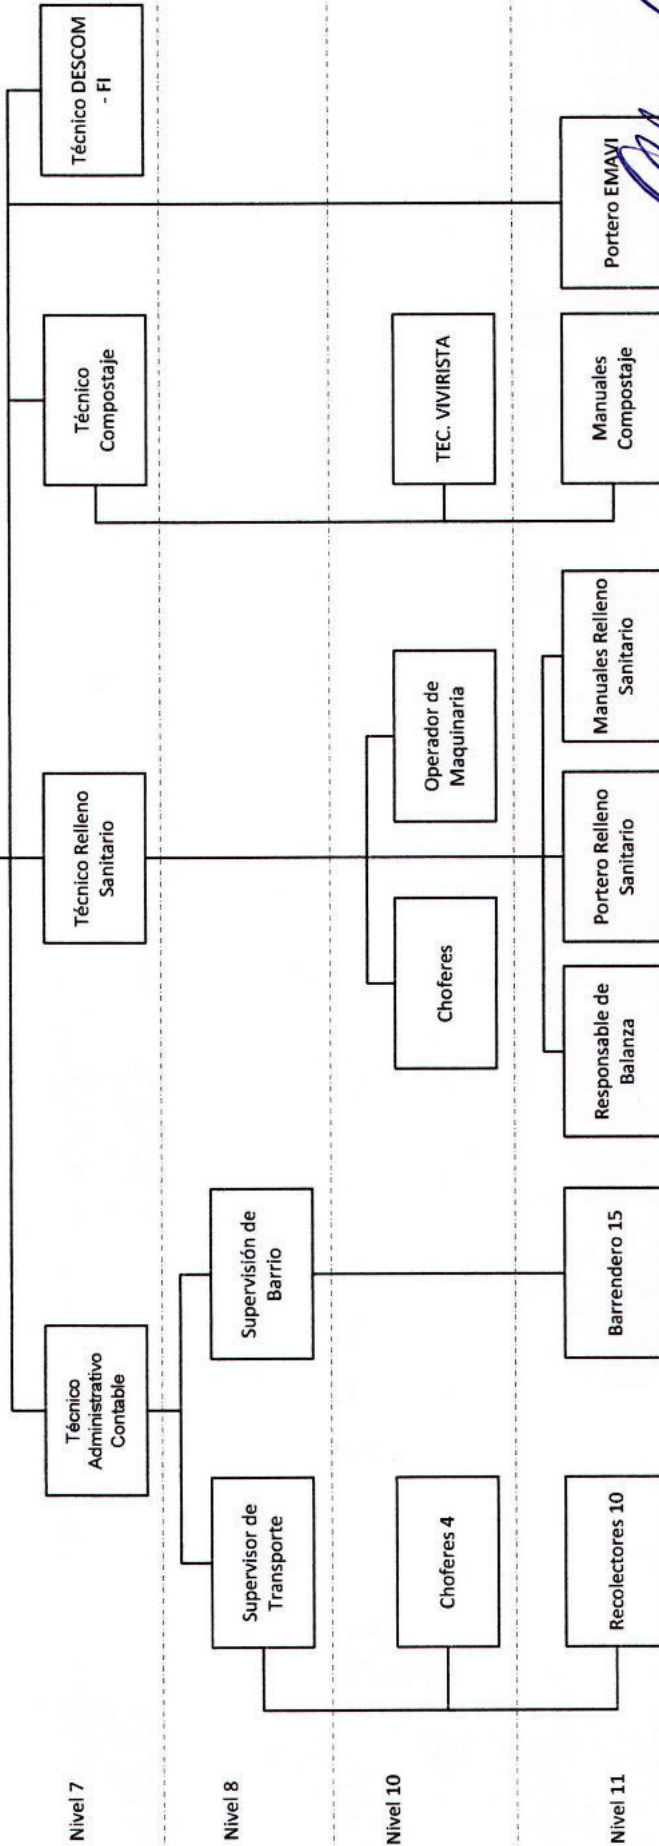 Nivel 7
Técnico
Administrativo
Contable
Técnico Relleno
Sanitario
Técnico
Compostaje
Técnico DESCOM
- FI
Nivel 8
Supervisor de
Transporte
Supervisión de
Barrio
Nivel 10
Choferes 4
Choferes
Operador de
Maquinaria
TEC. VIVIRISTA
Nivel 11
Recolectores 10
Barrendero 15
Responsable de
Balanza
Portero Relleno
Sanitario
Manuales Relleno
Sanitario
Manuales
Compostaje
Portero EMAVI